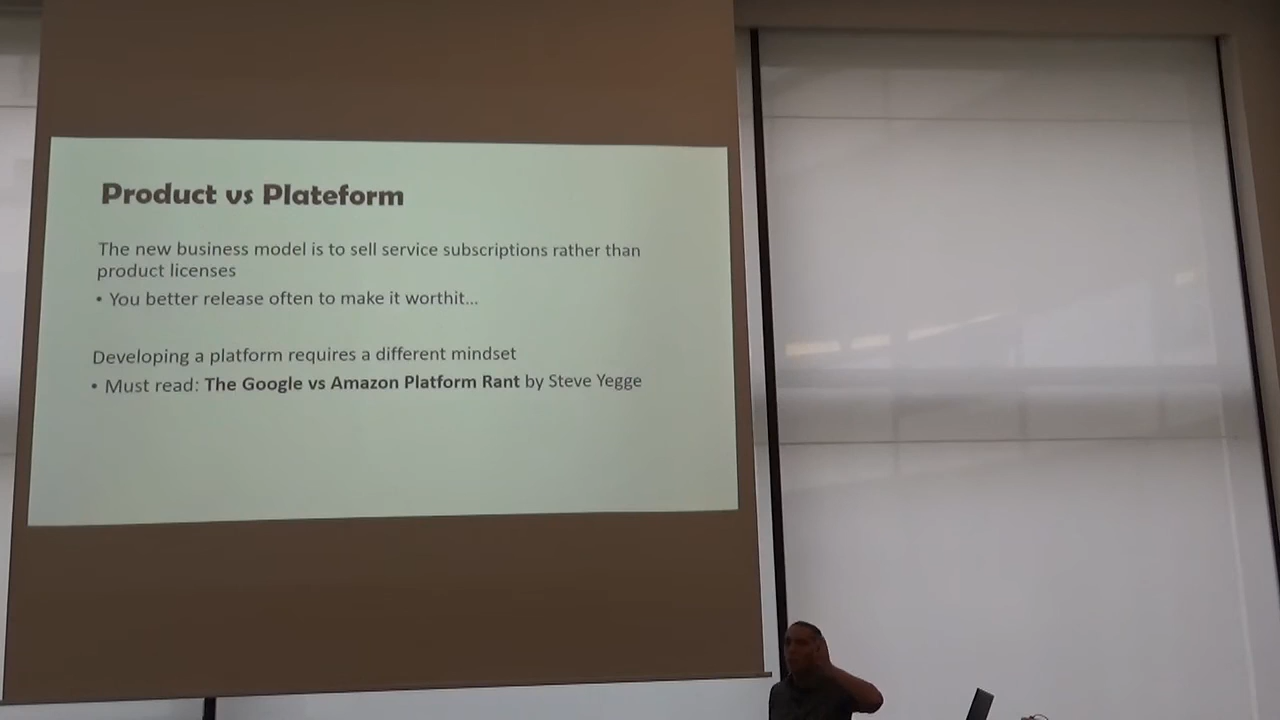 Product vs Plateform
The new business model is to sell service subscriptions rather than
product licenses
• You better release often to make it worthit...
Developing a platform requires a different mindset
• Must read: The Google vs Amazon Platform Rant by Steve Yegge